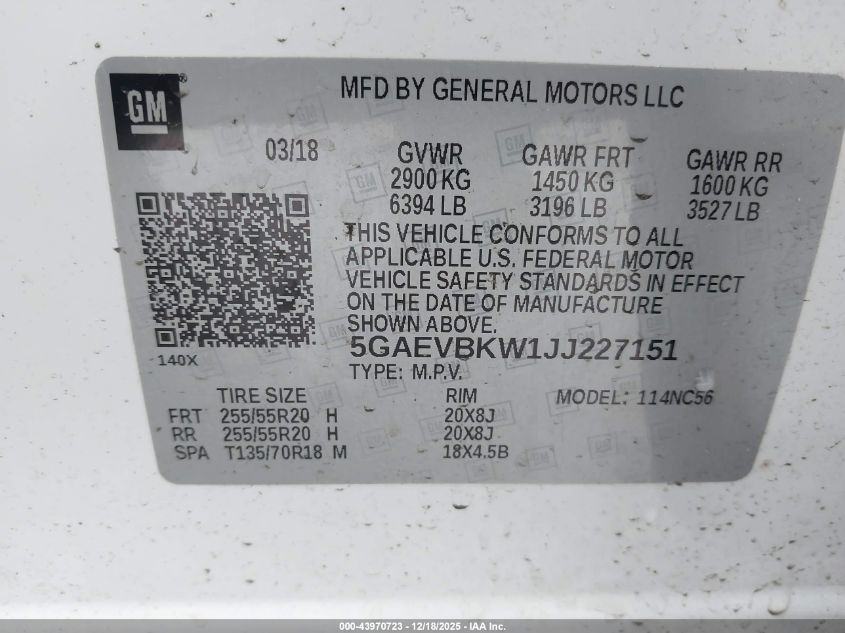 GM®
MFD BY GENERAL MOTORS LLC
03/18 GVWR GAWR FRT GAWR RR
2900 KG 1450 KG 1600 KG
6394 LB 3196 LB 3527 LB
THIS VEHICLE CONFORMS TO ALL
APPLICABLE U.S. FEDERAL MOTOR
VEHICLE SAFETY STANDARDS IN EFFECT
ON THE DATE OF MANUFACTURE
SHOWN ABOVE.
140X
5GAEVBKW1JJ227151
TYPE: M.P.V.
TIRE SIZE RIM MODEL: 114NC56
FRT 255/55R20 H 20X8J
RR 255/55R20 H 20X8J
SPA T135/70R18 M 18X4.5B
000-43970723 - 12/18/2025 - IAA Inc.